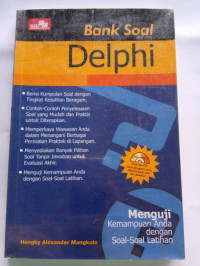 Bank Soal
Delphi
Berisi Kumpulan Soal dengan
Tingkat Kesulitan Beragam.
Contoh-Contoh Penyelesaian
Soal yang Mudah dan Praktis
untuk Diterapkan.
Memperkaya Wawasan Anda
dalam Menangani Berbagai
Persoalan Praktis di Lapangan.
Menyediakan Banyak Pilihan
Soal Tanpa Jawaban untuk
Evaluasi Akhir.
Menguji Kemampuan Anda
dengan Soal-Soal Latihan.
Menguji
Kemampuan Anda
dengan
Soal-Soal Latihan
Hengky Alexander Mangkulo